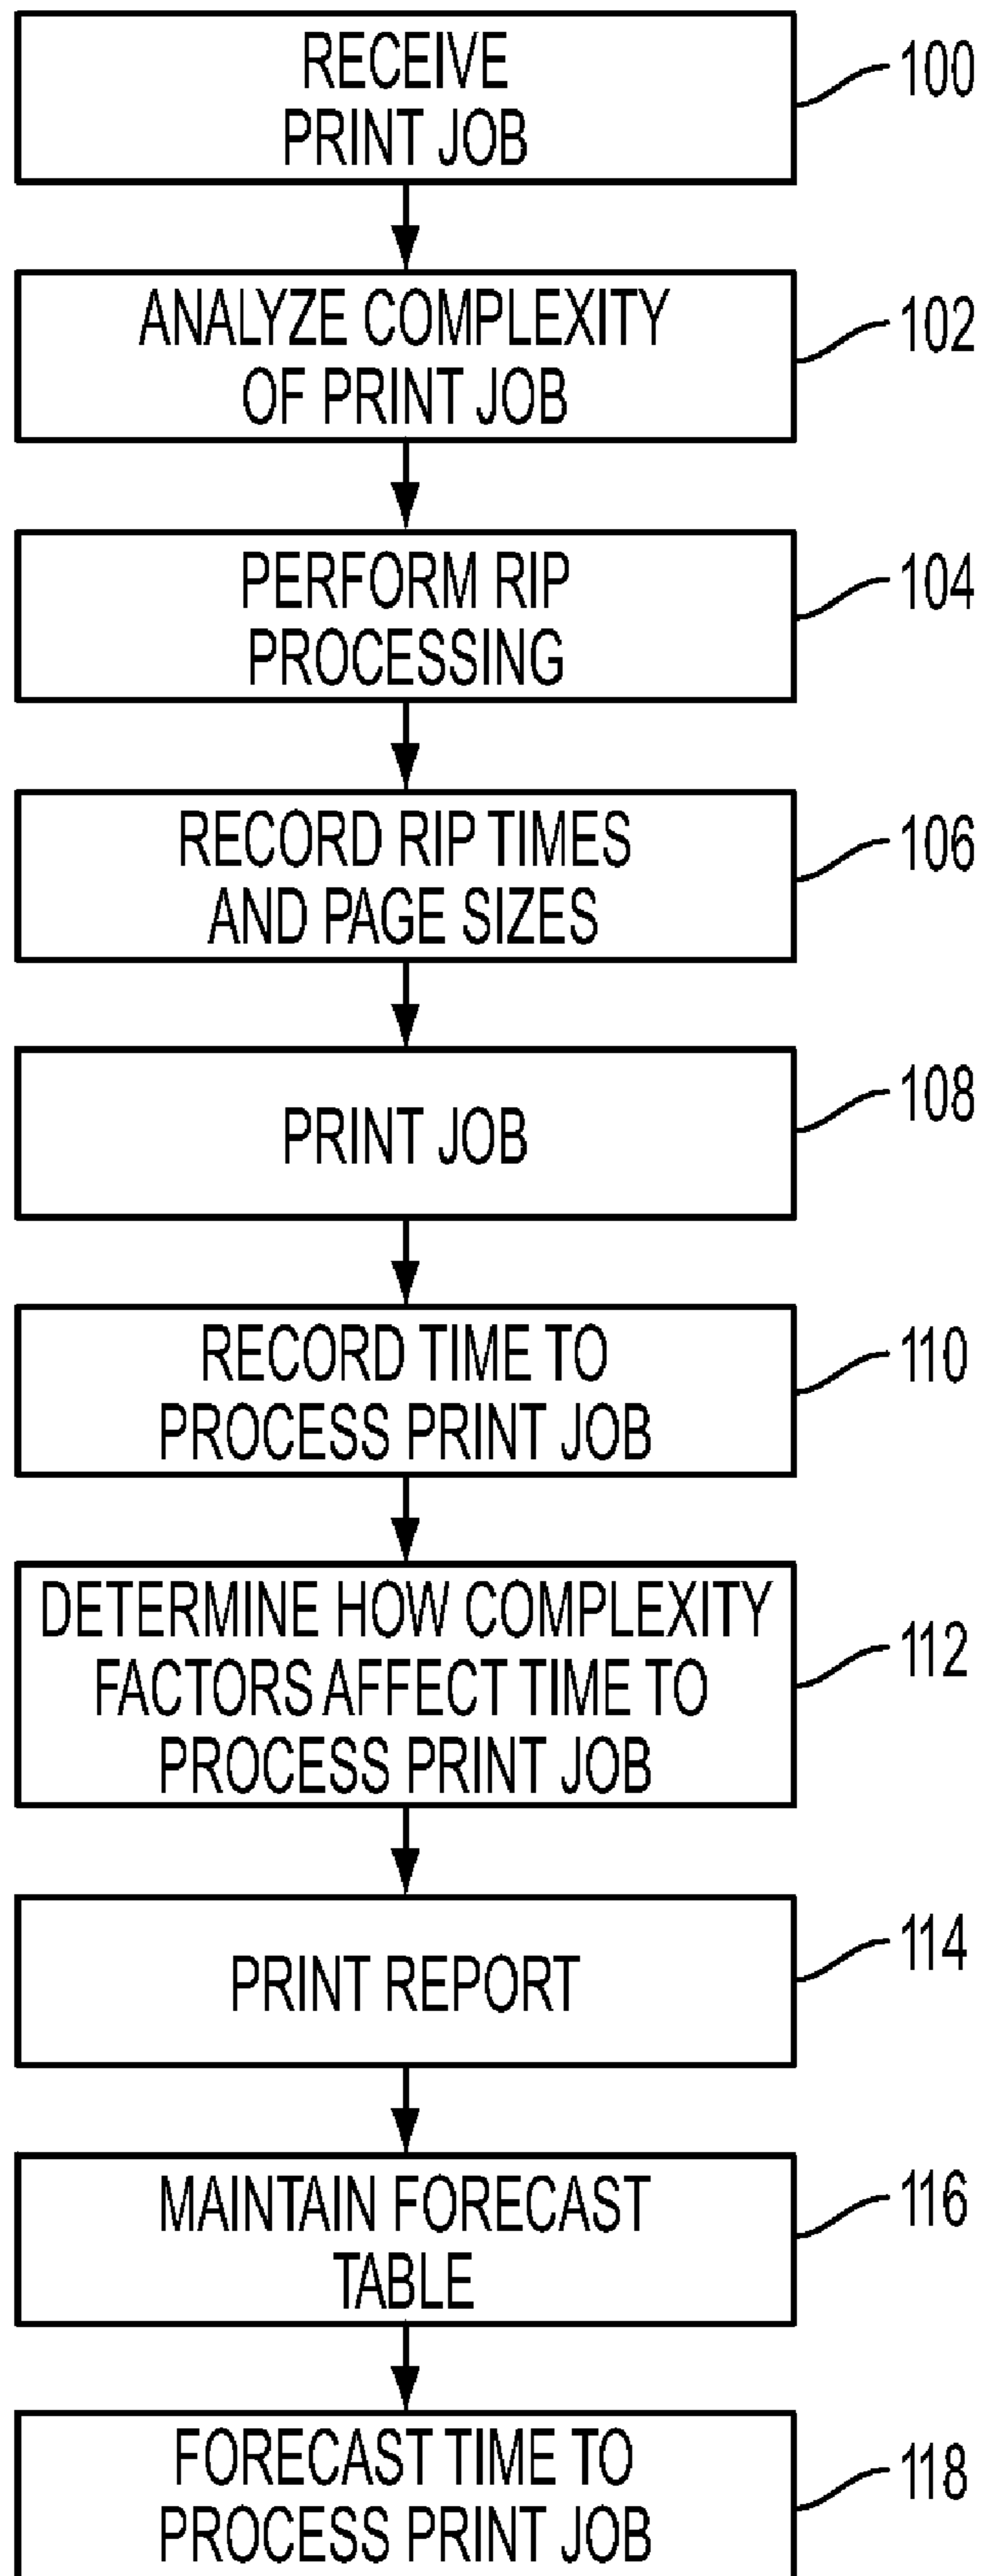 RECEIVE
PRINT JOB
100
ANALYZE COMPLEXITY
OF PRINT JOB
102
PERFORM RIP
PROCESSING
104
RECORD RIP TIMES
AND PAGE SIZES
106
PRINT JOB
108
RECORD TIME TO
PROCESS PRINT JOB
110
DETERMINE HOW COMPLEXITY
FACTORS AFFECT TIME TO
PROCESS PRINT JOB
112
PRINT REPORT
114
MAINTAIN FORECAST
TABLE
116
FORECAST TIME TO
PROCESS PRINT JOB
118